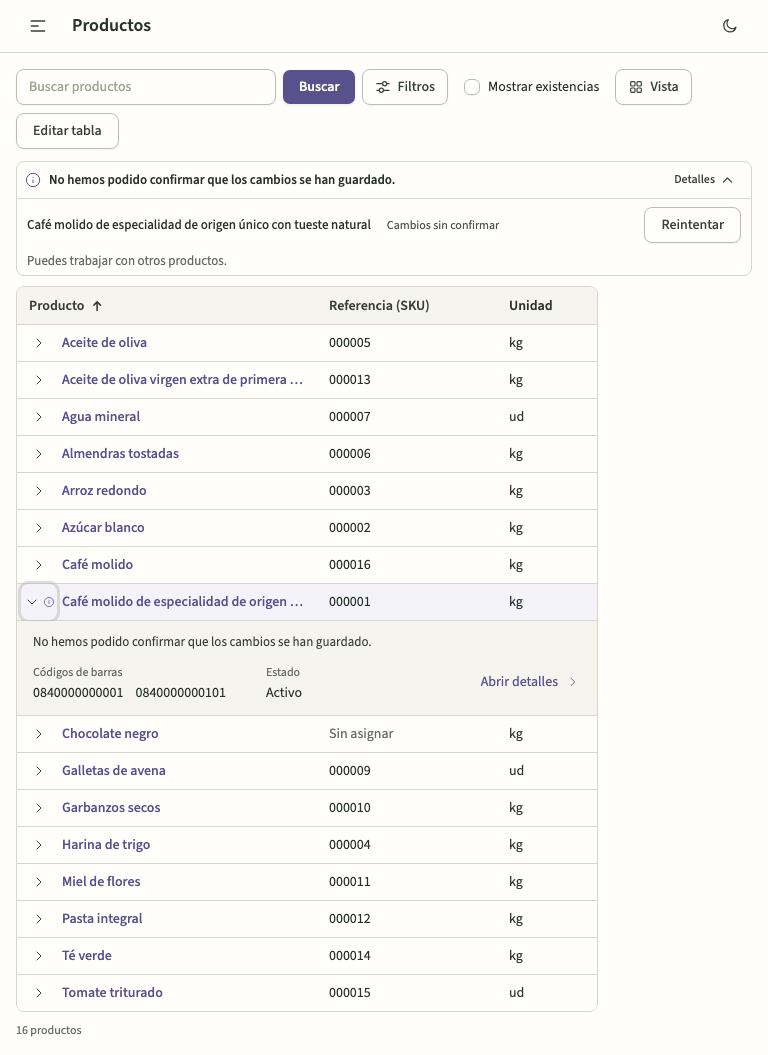 Productos
Buscar productos Buscar Filtros Mostrar existencias Vista
Editar tabla
No hemos podido confirmar que los cambios se han guardado. Detalles
Café molido de especialidad de origen único con tueste natural Cambios sin confirmar Reintentar
Puedes trabajar con otros productos.
Producto Referencia (SKU) Unidad
Aceite de oliva 000005 kg
Aceite de oliva virgen extra de primera … 000013 kg
Agua mineral 000007 ud
Almendras tostadas 000006 kg
Arroz redondo 000003 kg
Azúcar blanco 000002 kg
Café molido 000016 kg
Café molido de especialidad de origen … 000001 kg
No hemos podido confirmar que los cambios se han guardado.
Códigos de barras Estado
0840000000001 0840000000101 Activo Abrir detalles
Chocolate negro Sin asignar kg
Galletas de avena 000009 ud
Garbanzos secos 000010 kg
Harina de trigo 000004 kg
Miel de flores 000011 kg
Pasta integral 000012 kg
Té verde 000014 kg
Tomate triturado 000015 ud
16 productos